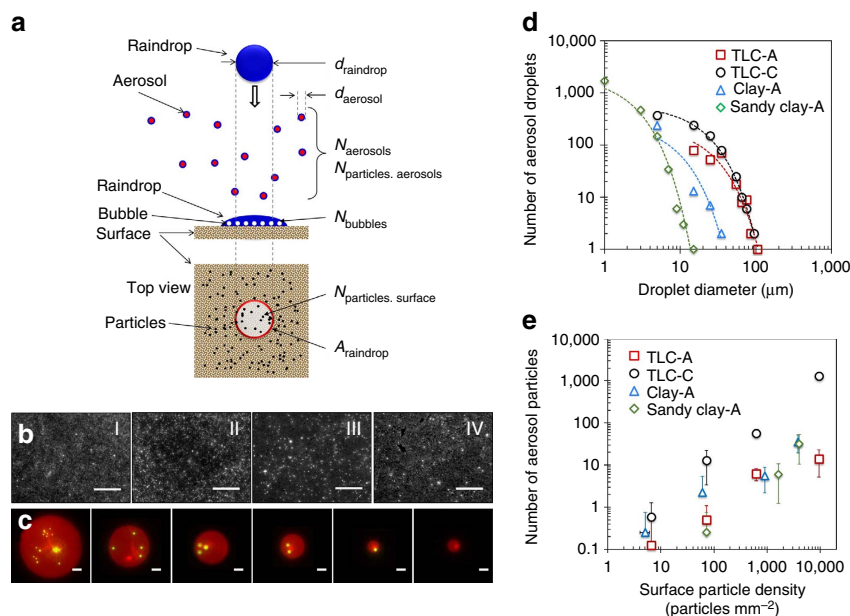 a
Raindrop
d raindrop
Aerosol
d aerosol
N aerosols
N particles. aerosols
Raindrop
Bubble
N bubbles
Surface
Top view
N particles. surface
Particles
A raindrop
b
I
II
III
IV
c
d
10,000
1,000
100
10
1
1
10
100
1,000
Number of aerosol droplets
Droplet diameter (μm)
TLC-A
TLC-C
Clay-A
Sandy clay-A
e
10,000
1,000
100
10
1
0.1
1
10
100
1,000
10,000
Number of aerosol particles
Surface particle density
(particles mm⁻²)
TLC-A
TLC-C
Clay-A
Sandy clay-A